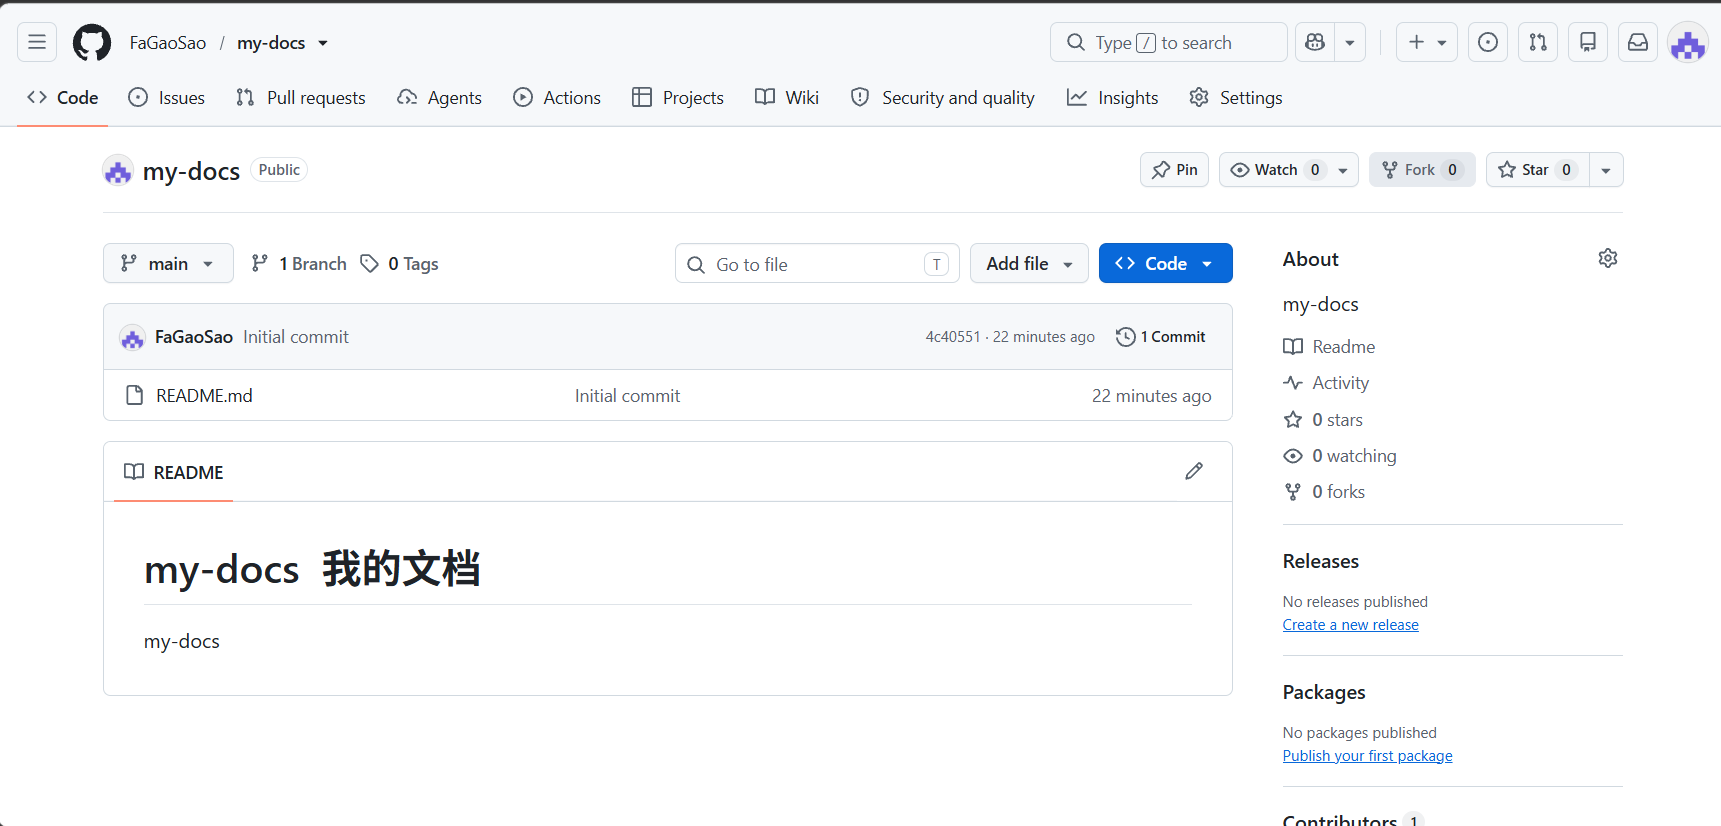 FaGaoSao / my-docs
Type / to search
Code
Issues
Pull requests
Agents
Actions
Projects
Wiki
Security and quality
Insights
Settings
my-docs Public
Pin
Watch 0
Fork 0
Star 0
main
1 Branch
0 Tags
Go to file T
Add file
Code
FaGaoSao Initial commit
4c40551 · 22 minutes ago
1 Commit
README.md
Initial commit
22 minutes ago
README
my-docs 我的文档
my-docs
About
my-docs
Readme
Activity
0 stars
0 watching
0 forks
Releases
No releases published
Create a new release
Packages
No packages published
Publish your first package
Contributors 1